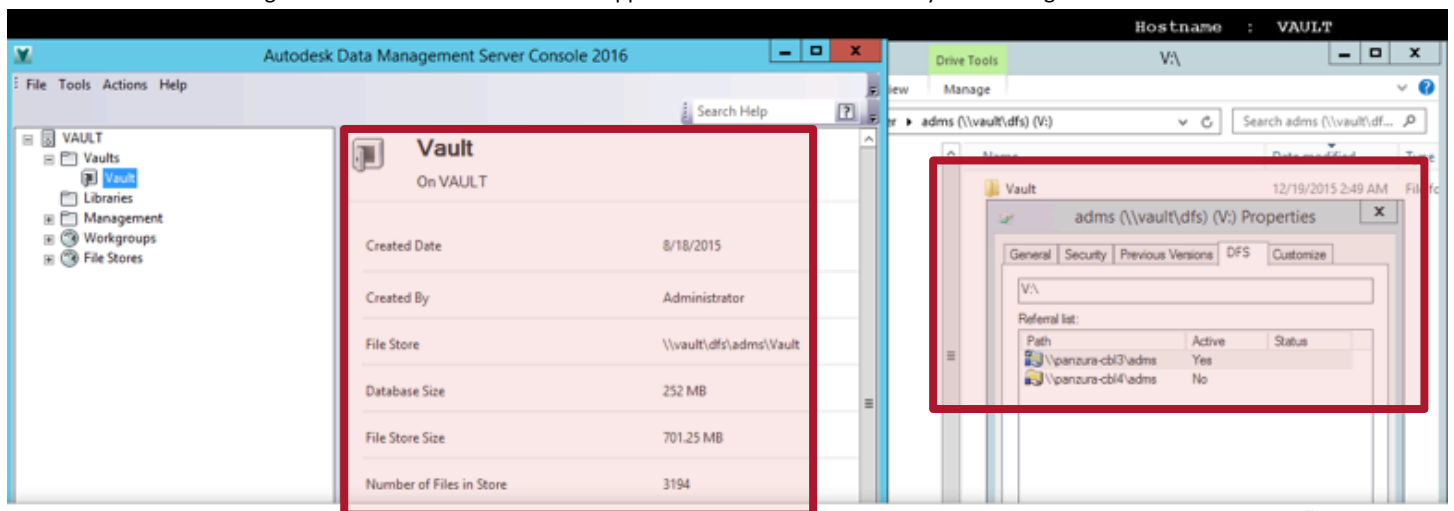 Hostname : VAULT
Autodesk Data Management Server Console 2016
File Tools Actions Help
Search Help
VAULT
Vaults
Vault
Libraries
Management
Workgroups
File Stores
Vault
On VAULT
Created Date 8/18/2015
Created By Administrator
File Store \\vault\dfs\adms\Vault
Database Size 252 MB
File Store Size 701.25 MB
Number of Files in Store 3194
Drive Tools V:\
Manage
adms (\\vault\dfs) (V:) Search adms (\\vault\df...
Name Date modified Type
Vault 12/19/2015 2:49 AM
adms (\\vault\dfs) (V:) Properties
General Security Previous Versions DFS Customize
V:\
Referral list:
Path Active Status
\\panzura-cbl3\adms Yes
\\panzura-cbl4\adms No